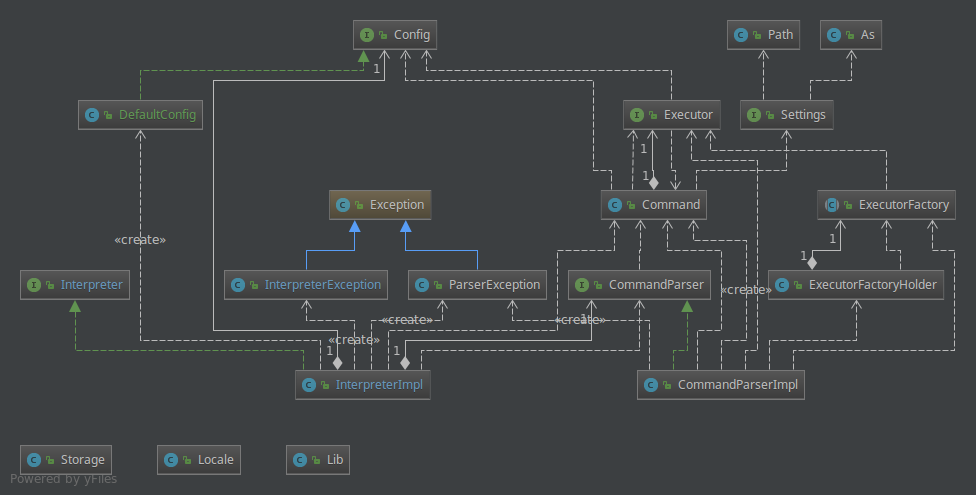 I Config
C Path
C As
1
C DefaultConfig
I Executor
I Settings
1
1
C Exception
C Command
C ExecutorFactory
«create»
1
1
I Interpreter
C InterpreterException
C ParserException
I CommandParser
«create»
C ExecutorFactoryHolder
«create»
«create»
1
«create»
1
1
C InterpreterImpl
C CommandParserImpl
C Storage
C Locale
C Lib
Powered by yFiles